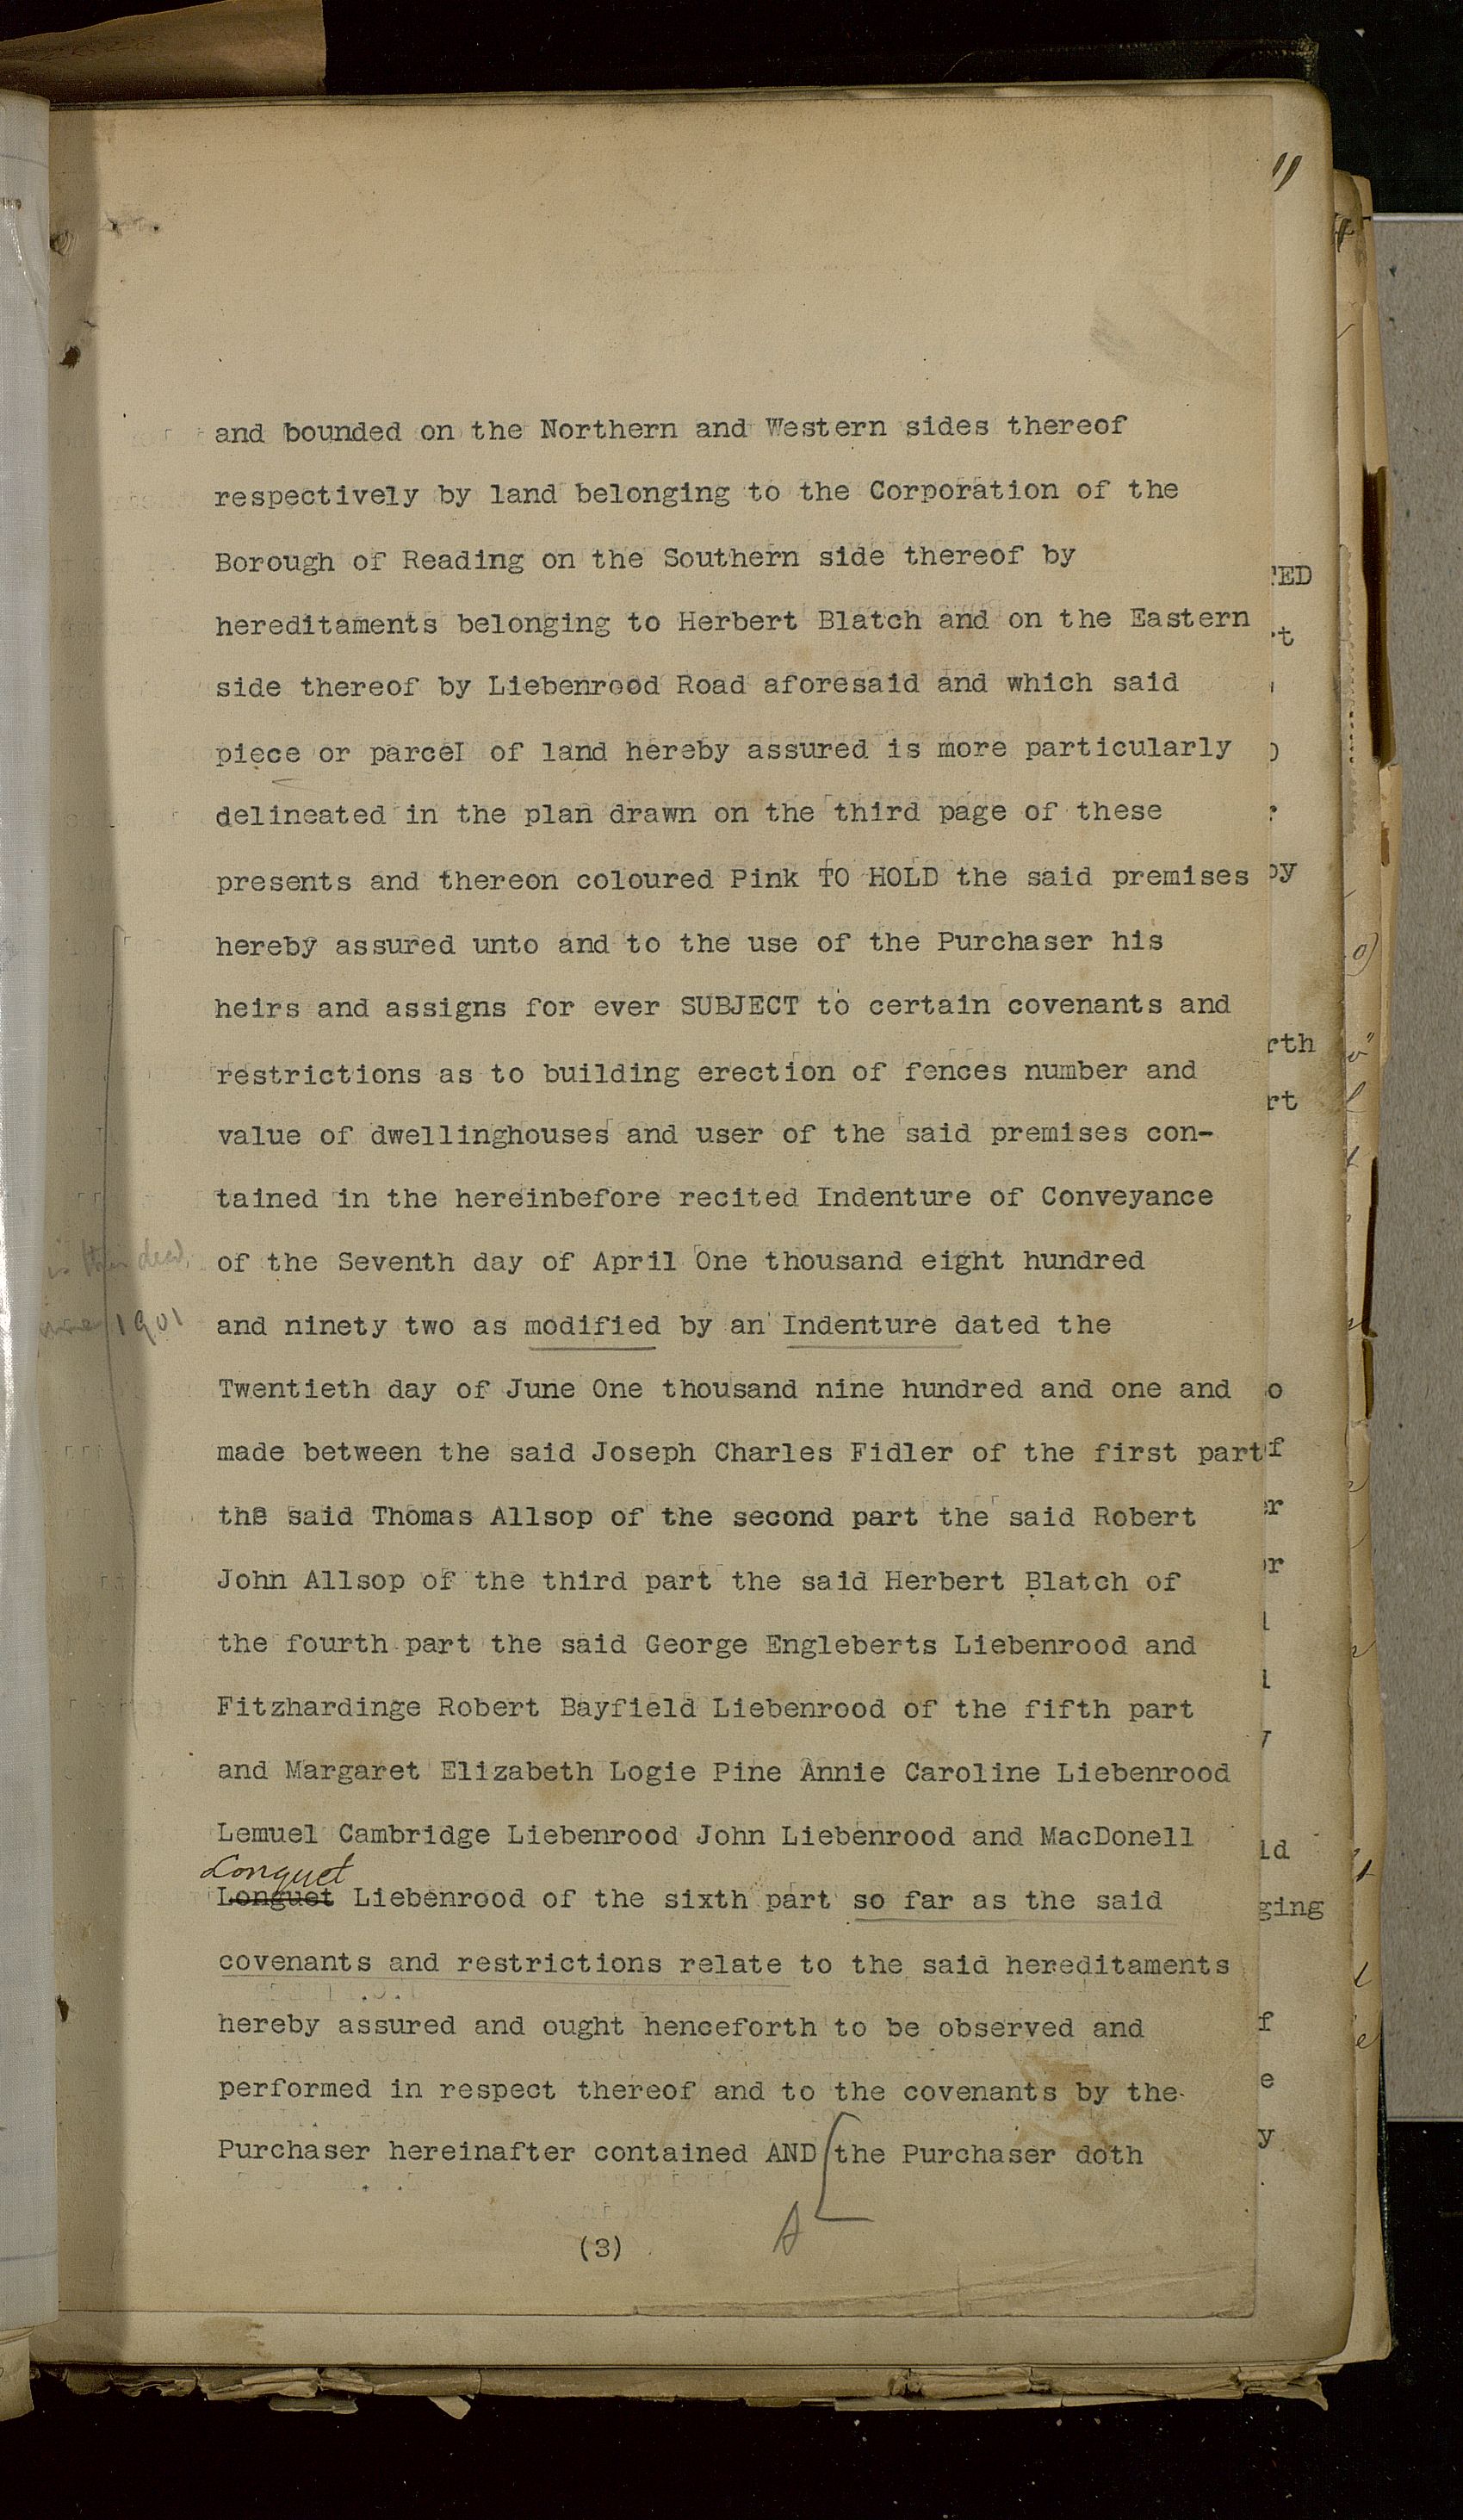 11
and bounded on the Northern and Western sides thereof
respectively by land belonging to the Corporation of the
Borough of Reading on the Southern side thereof by
hereditaments belonging to Herbert Blatch and on the Eastern
side thereof by Liebenrood Road aforesaid and which said
piece or parcel of land hereby assured is more particularly
delineated in the plan drawn on the third page of these
presents and thereon coloured Pink TO HOLD the said premises
hereby assured unto and to the use of the Purchaser his
heirs and assigns for ever SUBJECT to certain covenants and
restrictions as to building erection of fences number and
value of dwellinghouses and user of the said premises con-
tained in the hereinbefore recited Indenture of Conveyance
of the Seventh day of April One thousand eight hundred
1901
and ninety two as modified by an Indenture dated the
Twentieth day of June One thousand nine hundred and one and
made between the said Joseph Charles Fidler of the first part
the said Thomas Allsop of the second part the said Robert
John Allsop of the third part the said Herbert Blatch of
the fourth part the said George Engleberts Liebenrood and
Fitzhardinge Robert Bayfield Liebenrood of the fifth part
and Margaret Elizabeth Logie Pine Annie Caroline Liebenrood
Lemuel Cambridge Liebenrood John Liebenrood and MacDonell
Longuet
Longuet Liebenrood of the sixth part so far as the said
covenants and restrictions relate to the said hereditaments
hereby assured and ought henceforth to be observed and
performed in respect thereof and to the covenants by the
Purchaser hereinafter contained AND [the Purchaser doth
A
(3)